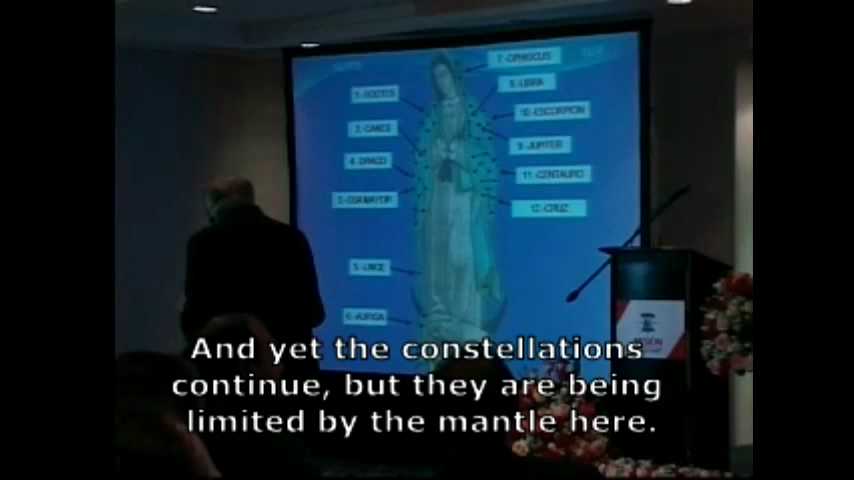 7.-OPHIUCUS
8.-LIBRA
1.-BOOTES
10.-ESCORPION
2.-CANES
9.-JUPITER
4.-DRACO
11.-CENTAURO
3.-OSA MAYOR
12.-CRUZ
5.-LINCE
6.-AURIGA
And yet the constellations
continue, but they are being
limited by the mantle here.